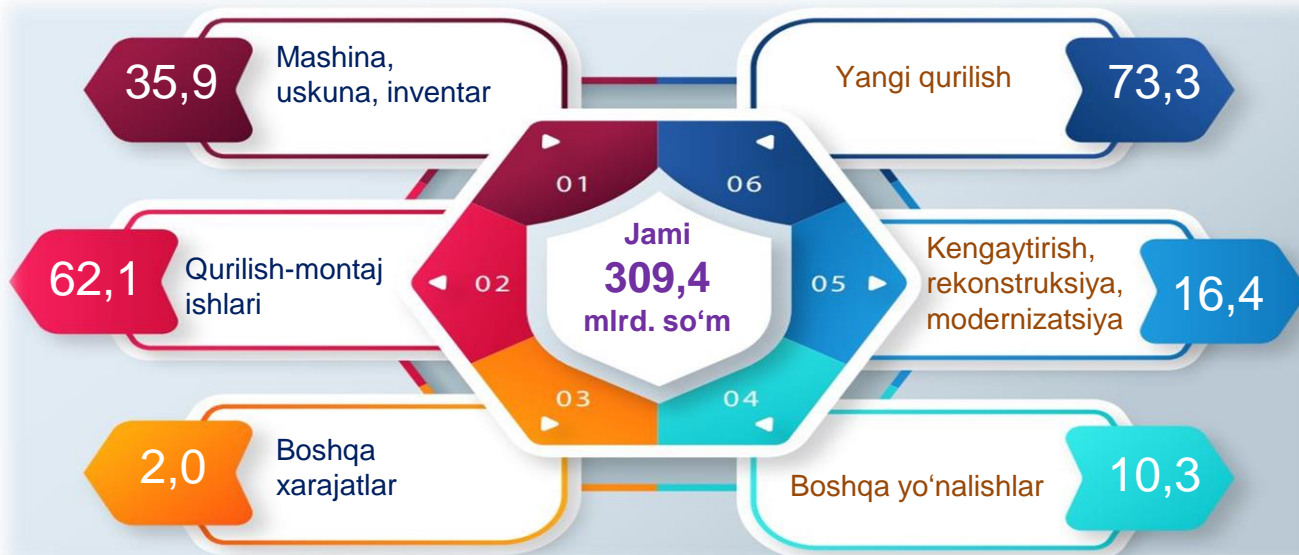 35,9
Mashina,
uskuna, inventar
Yangi qurilish
73,3
01
06
62,1
Qurilish-montaj
ishlari
02
Jami
309,4
mlrd. so‘m
05
Kengaytirish,
rekonstruksiya,
modernizatsiya
16,4
03
04
2,0
Boshqa
xarajatlar
Boshqa yo‘nalishlar
10,3